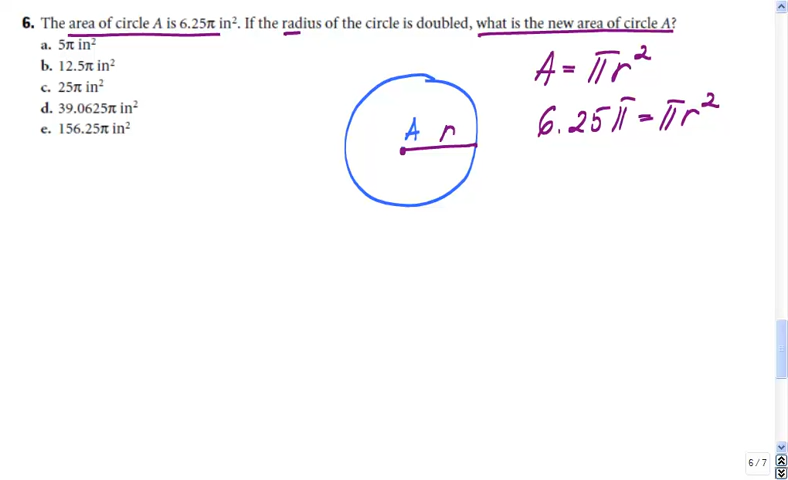 6. The area of circle A is 6.25π in². If the radius of the circle is doubled, what is the new area of circle A?
a. 5π in²
b. 12.5π in²
c. 25π in²
d. 39.0625π in²
e. 156.25π in²
A = πr²
6.25π = πr²
A r
6 / 7